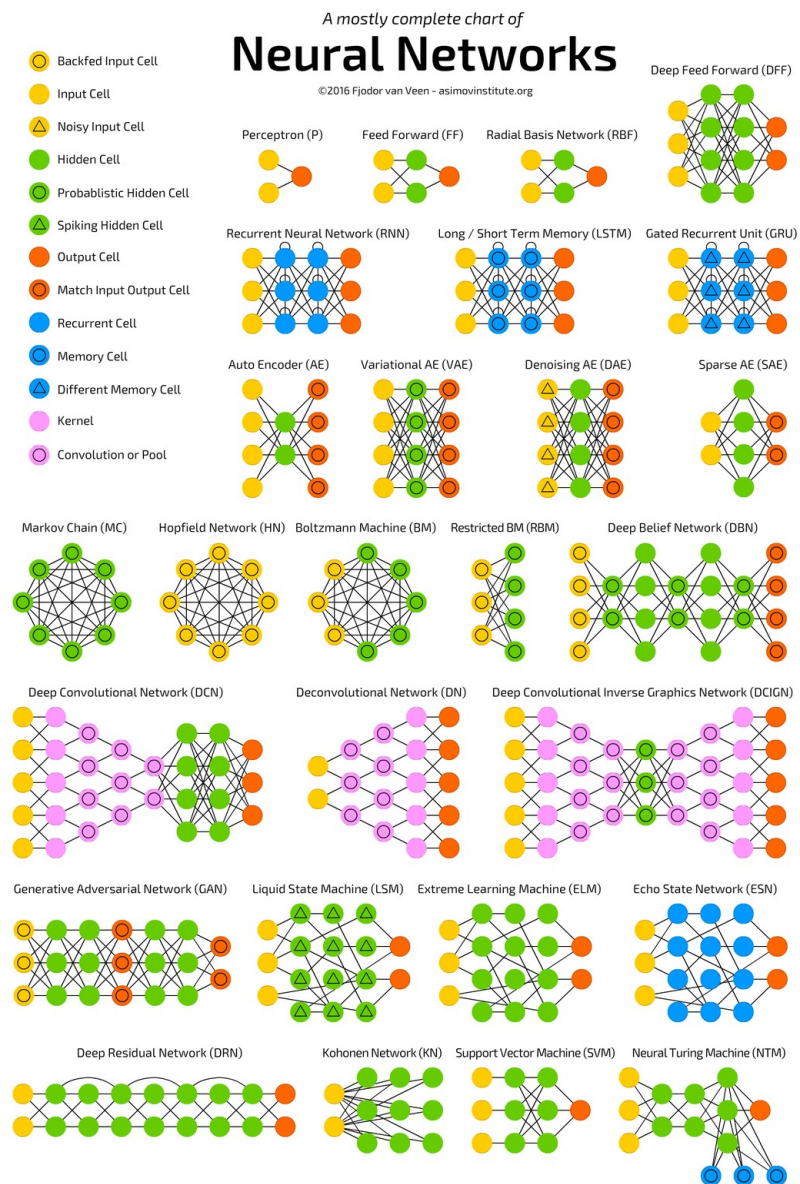 A mostly complete chart of
Neural Networks
©2016 Fjodor van Veen - asimovinstitute.org
Backfed Input Cell
Input Cell
Noisy Input Cell
Hidden Cell
Probablistic Hidden Cell
Spiking Hidden Cell
Output Cell
Match Input Output Cell
Recurrent Cell
Memory Cell
Different Memory Cell
Kernel
Convolution or Pool
Deep Feed Forward (DFF)
Perceptron (P)
Feed Forward (FF)
Radial Basis Network (RBF)
Recurrent Neural Network (RNN)
Long / Short Term Memory (LSTM)
Gated Recurrent Unit (GRU)
Auto Encoder (AE)
Variational AE (VAE)
Denoising AE (DAE)
Sparse AE (SAE)
Markov Chain (MC)
Hopfield Network (HN)
Boltzmann Machine (BM)
Restricted BM (RBM)
Deep Belief Network (DBN)
Deep Convolutional Network (DCN)
Deconvolutional Network (DN)
Deep Convolutional Inverse Graphics Network (DCIGN)
Generative Adversarial Network (GAN)
Liquid State Machine (LSM)
Extreme Learning Machine (ELM)
Echo State Network (ESN)
Deep Residual Network (DRN)
Kohonen Network (KN)
Support Vector Machine (SVM)
Neural Turing Machine (NTM)